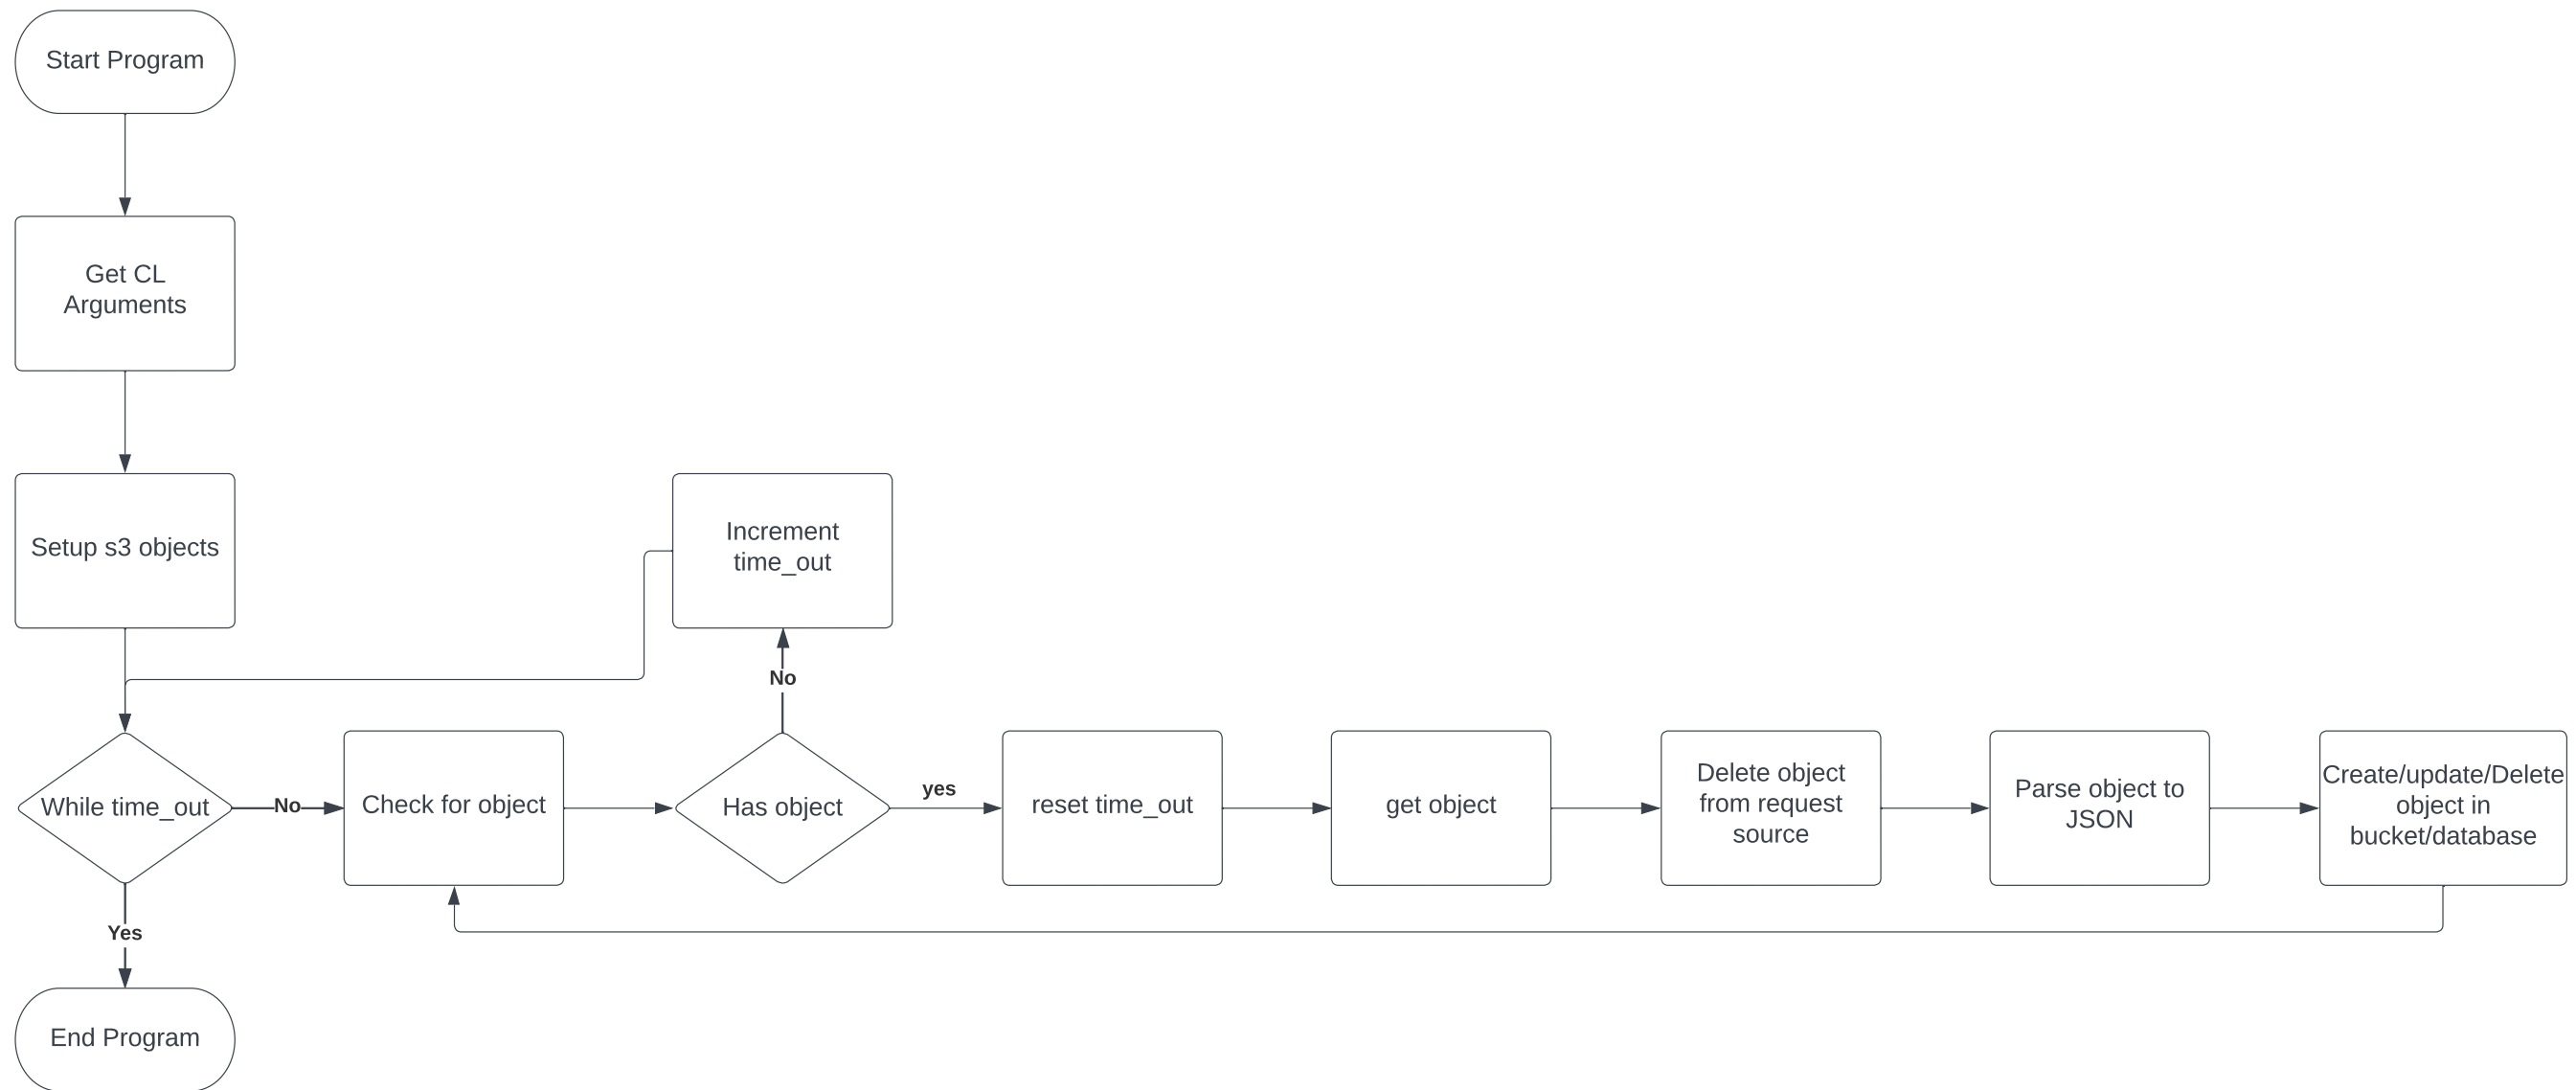 Start Program
Get CL
Arguments
Setup s3 objects
Increment
time_out
No
While time_out
No
Check for object
Has object
yes
reset time_out
get object
Delete object
from request
source
Parse object to
JSON
Create/update/Delete
object in
bucket/database
Yes
End Program